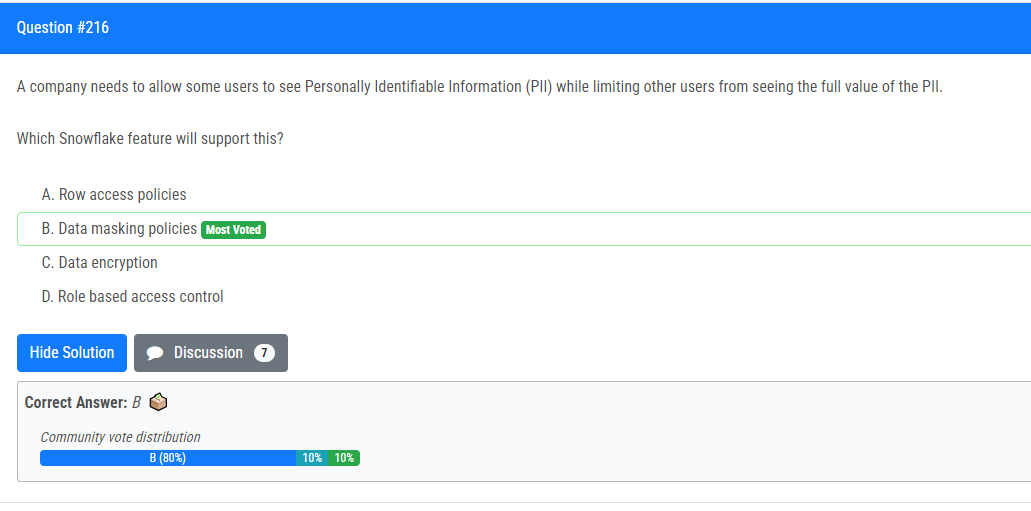 Question #216
A company needs to allow some users to see Personally Identifiable Information (PII) while limiting other users from seeing the full value of the PII.
Which Snowflake feature will support this?
A. Row access policies
B. Data masking policies Most Voted
C. Data encryption
D. Role based access control
Hide Solution Discussion 7
Correct Answer: B
Community vote distribution
B (80%) 10% 10%